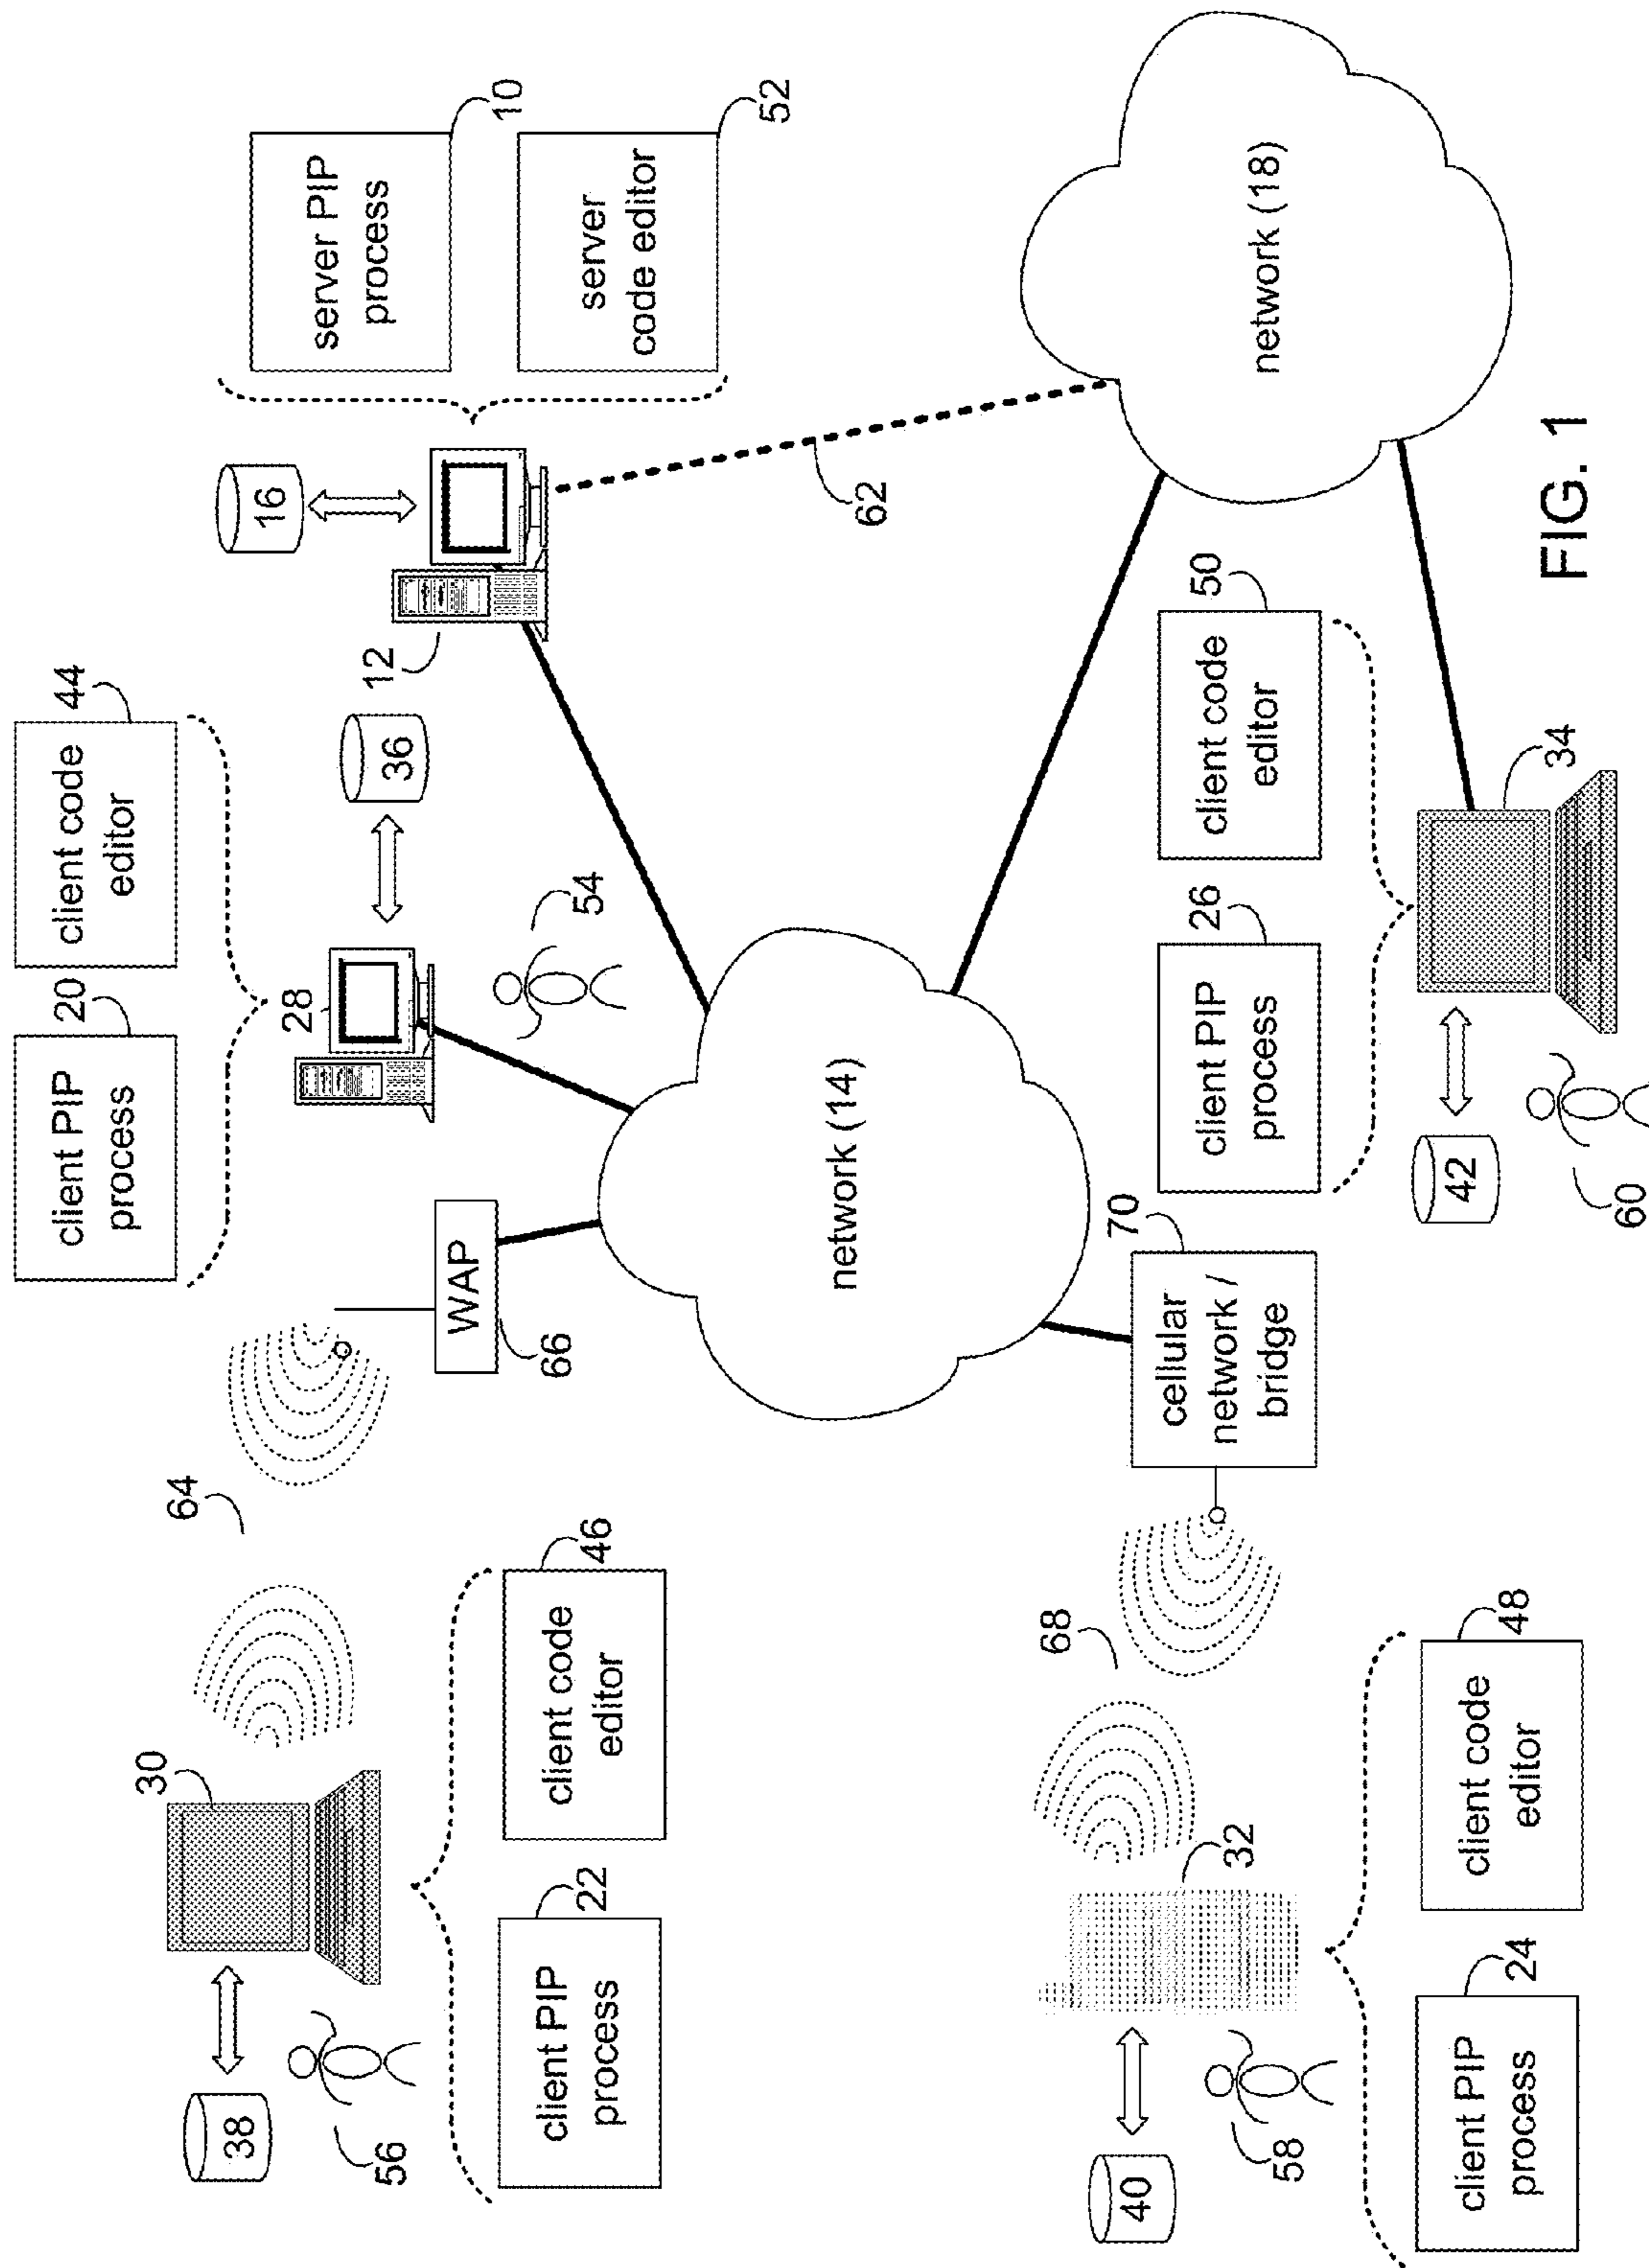 38
56
30
64
client PIP
process
22
client code
editor
46
client PIP
process
20
client code
editor
44
28
36
54
WAP
66
16
12
server PIP
process
10
server
code editor
52
62
network (14)
network (18)
40
58
32
68
cellular
network /
bridge
70
client PIP
process
24
client code
editor
48
client PIP
process
26
client code
editor
50
42
60
34
FIG. 1